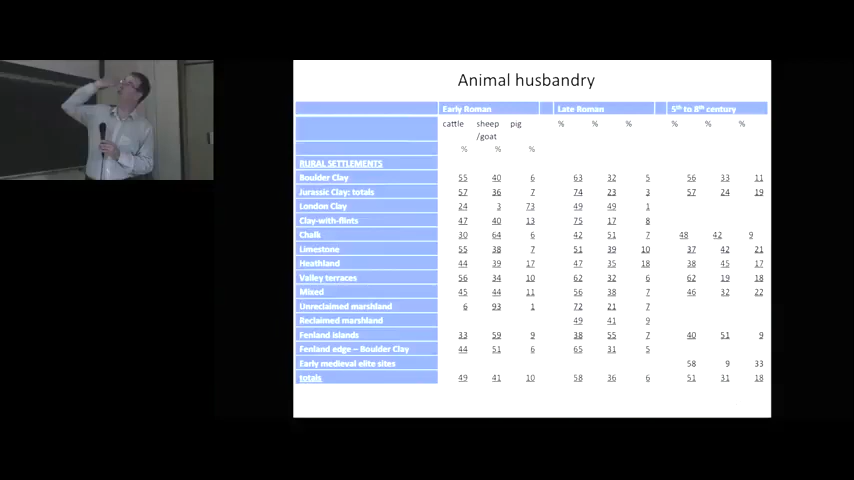 Animal husbandry
Early Roman Late Roman 5th to 8th century
cattle sheep pig % % % % % %
/goat
% % %
RURAL SETTLEMENTS
Boulder Clay 55 40 6 63 32 5 56 33 11
Jurassic Clay: totals 57 36 7 74 23 3 57 24 19
London Clay 24 3 73 49 49 1
Clay-with-flints 47 40 13 75 17 8
Chalk 30 64 6 42 51 7 48 42 9
Limestone 55 38 7 51 39 10 37 42 21
Heathland 44 39 17 47 35 18 38 45 17
Valley terraces 56 34 10 62 32 6 62 19 18
Mixed 45 44 11 56 38 7 46 32 22
Unreclaimed marshland 6 93 1 72 21 7
Reclaimed marshland 49 41 9
Fenland islands 33 59 9 38 55 7 40 51 9
Fenland edge – Boulder Clay 44 51 6 65 31 5
Early medieval elite sites 58 9 33
totals 49 41 10 58 36 6 51 31 18